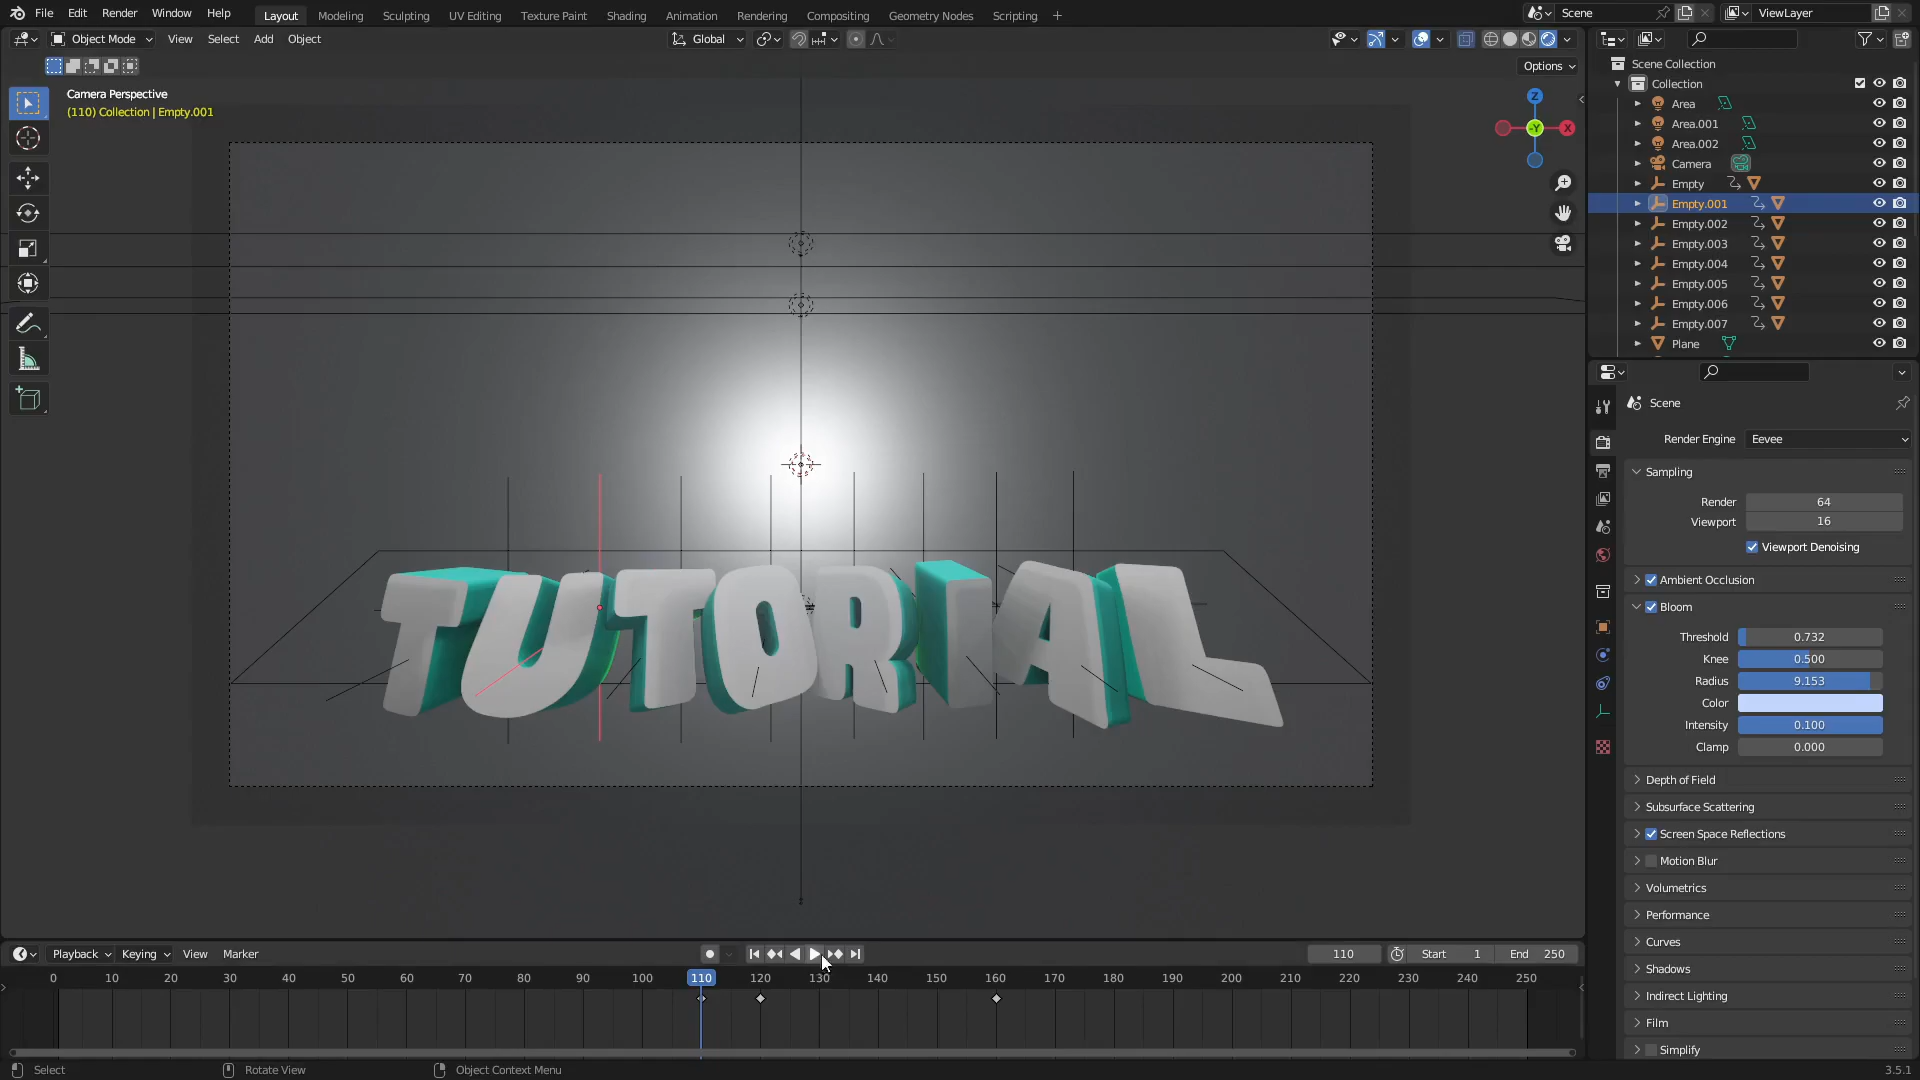 File Edit Render Window Help
Layout Modeling Sculpting UV Editing Texture Paint Shading Animation Rendering Compositing Geometry Nodes Scripting +
Scene
ViewLayer
Object Mode View Select Add Object
Global
Options
Camera Perspective
(110) Collection | Empty.001
Z
-Y
X
TUTORIAL
Scene Collection
Collection
Area
Area.001
Area.002
Camera
Empty
Empty.001
Empty.002
Empty.003
Empty.004
Empty.005
Empty.006
Empty.007
Plane
Scene
Render Engine Eevee
Sampling
Render 64
Viewport 16
Viewport Denoising
Ambient Occlusion
Bloom
Threshold 0.732
Knee 0.500
Radius 9.153
Color
Intensity 0.100
Clamp 0.000
Depth of Field
Subsurface Scattering
Screen Space Reflections
Motion Blur
Volumetrics
Performance
Curves
Shadows
Indirect Lighting
Film
Simplify
Playback Keying View Marker
110 Start 1 End 250
0 10 20 30 40 50 60 70 80 90 100 110 120 130 140 150 160 170 180 190 200 210 220 230 240 250
Select Rotate View Object Context Menu
3.5.1